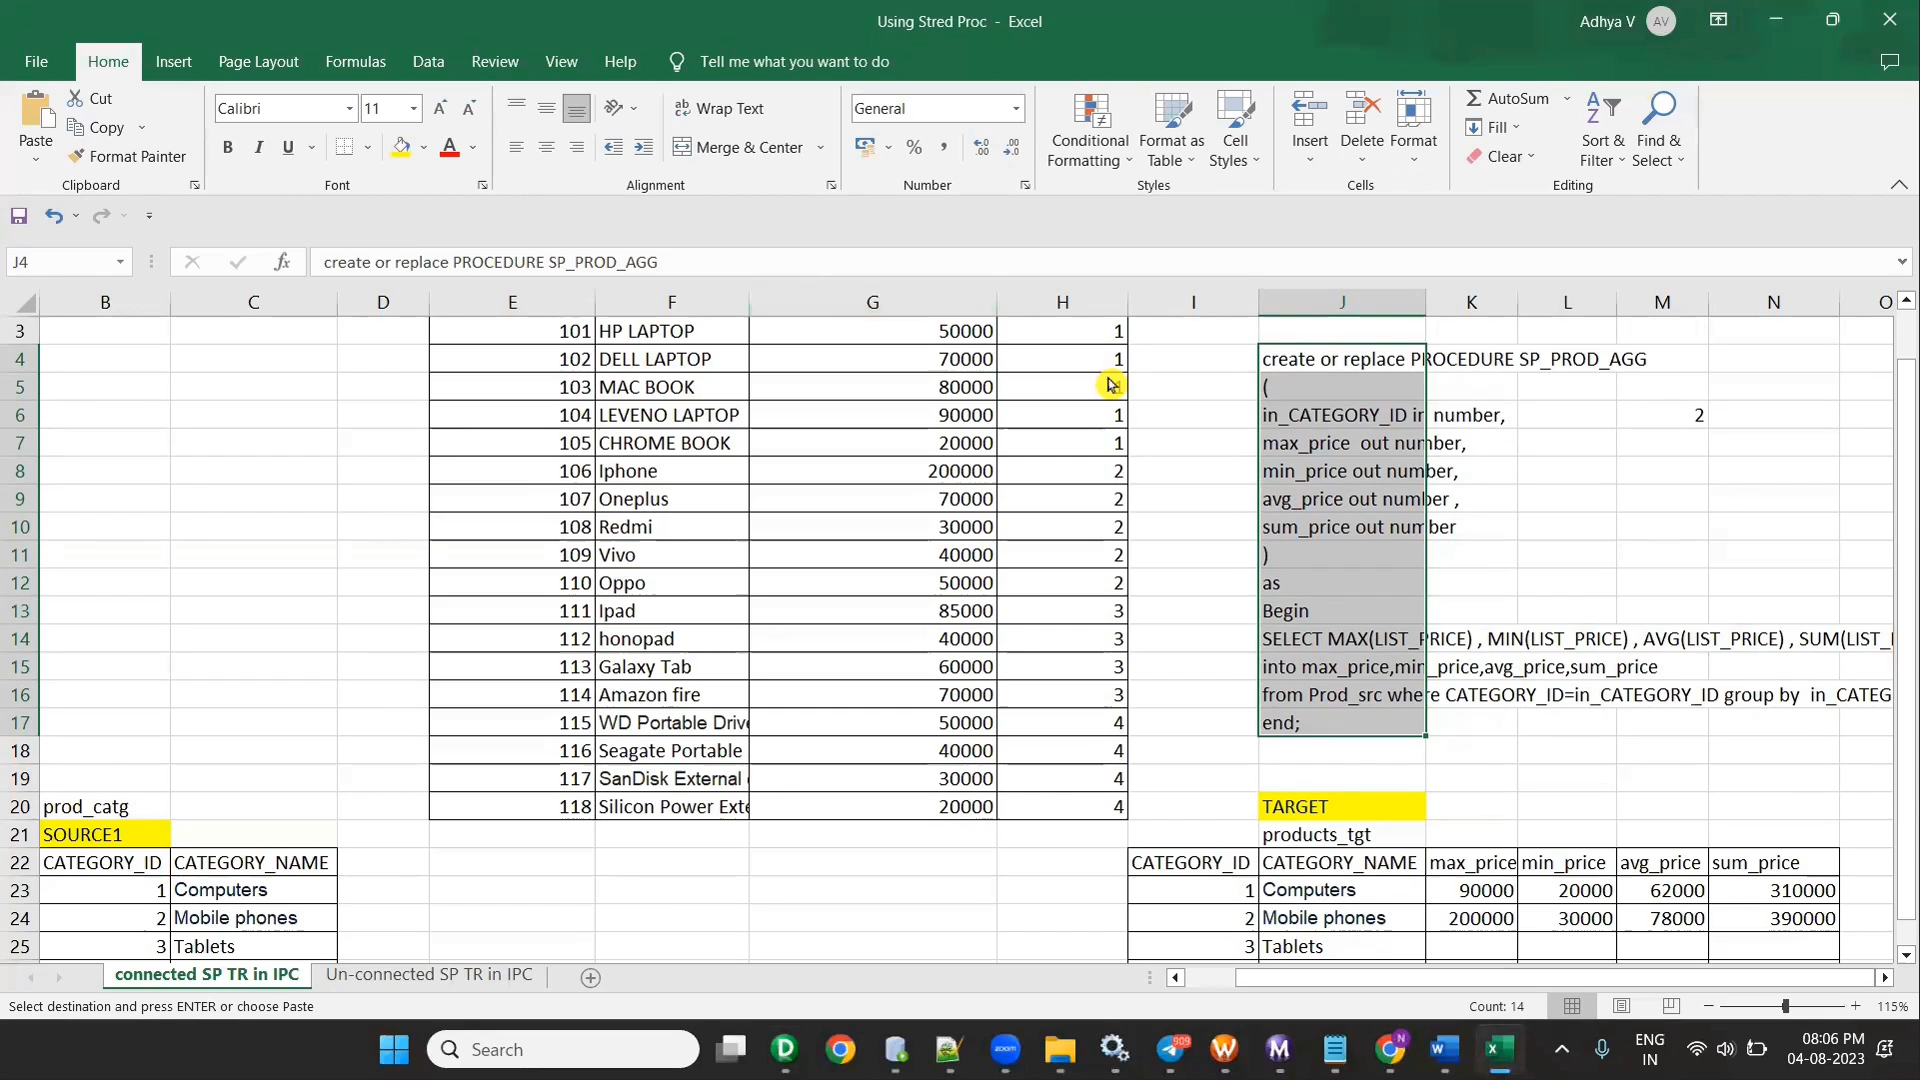 Using Stred Proc - Excel
Adhya V
AV
File
Home
Insert
Page Layout
Formulas
Data
Review
View
Help
Tell me what you want to do
Paste
Cut
Copy
Format Painter
Clipboard
Calibri
11
B I U
Font
Wrap Text
Merge & Center
Alignment
General
Number
Conditional Formatting
Format as Table
Cell Styles
Styles
Insert
Delete
Format
Cells
AutoSum
Fill
Clear
Sort & Filter
Find & Select
Editing
J4
fx
create or replace PROCEDURE SP_PROD_AGG
B C D E F G H I J K L M N O
3 101 HP LAPTOP 50000 1
4 102 DELL LAPTOP 70000 1 create or replace PROCEDURE SP_PROD_AGG
5 103 MAC BOOK 80000 (
6 104 LEVENO LAPTOP 90000 1 in_CATEGORY_ID in number, 2
7 105 CHROME BOOK 20000 1 max_price out number,
8 106 Iphone 200000 2 min_price out number,
9 107 Oneplus 70000 2 avg_price out number ,
10 108 Redmi 30000 2 sum_price out number
11 109 Vivo 40000 2 )
12 110 Oppo 50000 2 as
13 111 Ipad 85000 3 Begin
14 112 honopad 40000 3 SELECT MAX(LIST_PRICE) , MIN(LIST_PRICE) , AVG(LIST_PRICE) , SUM(LIST_
15 113 Galaxy Tab 60000 3 into max_price,min_price,avg_price,sum_price
16 114 Amazon fire 70000 3 from Prod_src where CATEGORY_ID=in_CATEGORY_ID group by in_CATEG
17 115 WD Portable Drive 50000 4 end;
18 116 Seagate Portable 40000 4
19 117 SanDisk External 30000 4
20 prod_catg 118 Silicon Power Exte 20000 4 TARGET
21 SOURCE1 products_tgt
22 CATEGORY_ID CATEGORY_NAME CATEGORY_ID CATEGORY_NAME max_price min_price avg_price sum_price
23 1 Computers 1 Computers 90000 20000 62000 310000
24 2 Mobile phones 2 Mobile phones 200000 30000 78000 390000
25 3 Tablets 3 Tablets
connected SP TR in IPC
Un-connected SP TR in IPC
Select destination and press ENTER or choose Paste
Count: 14
115%
Search
909
zoom
N
ENG
IN
08:06 PM
04-08-2023